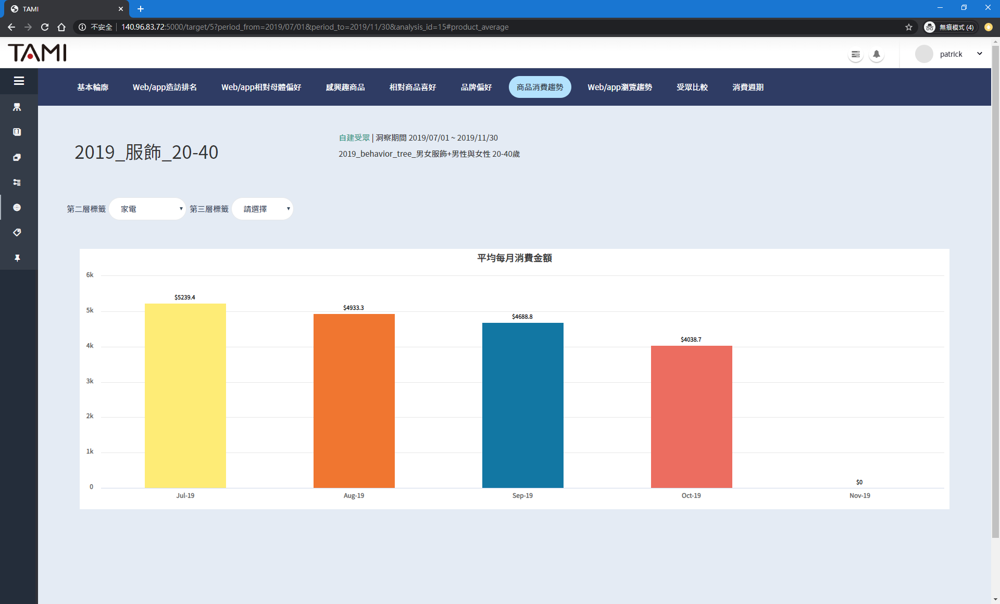 TAMI
不安全 140.96.83.72:5000/target/5?period_from=2019/07/01&period_to=2019/11/30&analysis_id=15#product_average
無痕模式 (4)
TAMI
patrick
基本輪廓 Web/app造訪排名 Web/app相對母體偏好 感興趣商品 相對商品喜好 品牌偏好 商品消費趨勢 Web/app瀏覽趨勢 受眾比較 消費週期
自建受眾 | 洞察期間 2019/07/01 ~ 2019/11/30
2019_服飾_20-40
2019_behavior_tree_男女服飾+男性與女性 20-40歲
第二層標籤 家電 第三層標籤 請選擇
平均每月消費金額
6k
5k
4k
3k
2k
1k
0
$5239.4
$4933.3
$4688.8
$4038.7
$0
Jul-19 Aug-19 Sep-19 Oct-19 Nov-19